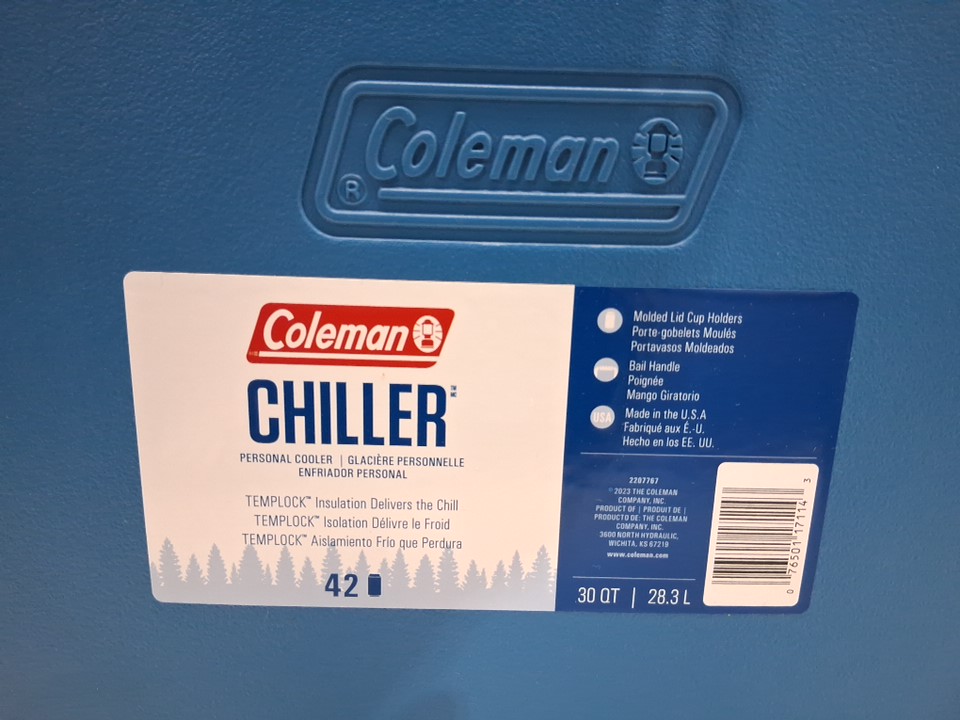 Coleman
®
Coleman
CHILLER™
PERSONAL COOLER | GLACIÈRE PERSONNELLE
ENFRIADOR PERSONAL
TEMPLOCK™ Insulation Delivers the Chill
TEMPLOCK™ Isolation Délivre le Froid
TEMPLOCK™ Aislamiento Frío que Perdura
42
Molded Lid Cup Holders
Porte-gobelets Moulés
Portavasos Moldeados
Bail Handle
Poignée
Mango Giratorio
USA
Made in the U.S.A
Fabriqué aux É.-U.
Hecho en los EE. UU.
2207767
©2023 THE COLEMAN
COMPANY, INC.
PRODUCT OF | PRODUIT DE |
PRODUCTO DE: THE COLEMAN
COMPANY, INC.
3600 NORTH HYDRAULIC,
WICHITA, KS 67219
www.coleman.com
30 QT | 28.3 L
0 76501 17114 3